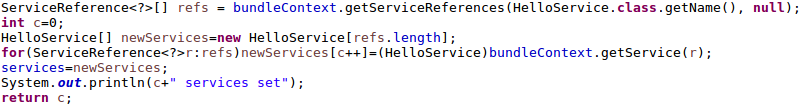 ServiceReference<?>[] refs = bundleContext.getServiceReferences(HelloService.class.getName(), null);
int c=0;
HelloService[] newServices=new HelloService[refs.length];
for(ServiceReference<?>r:refs)newServices[c++]=(HelloService)bundleContext.getService(r);
services=newServices;
System.out.println(c+" services set");
return c;